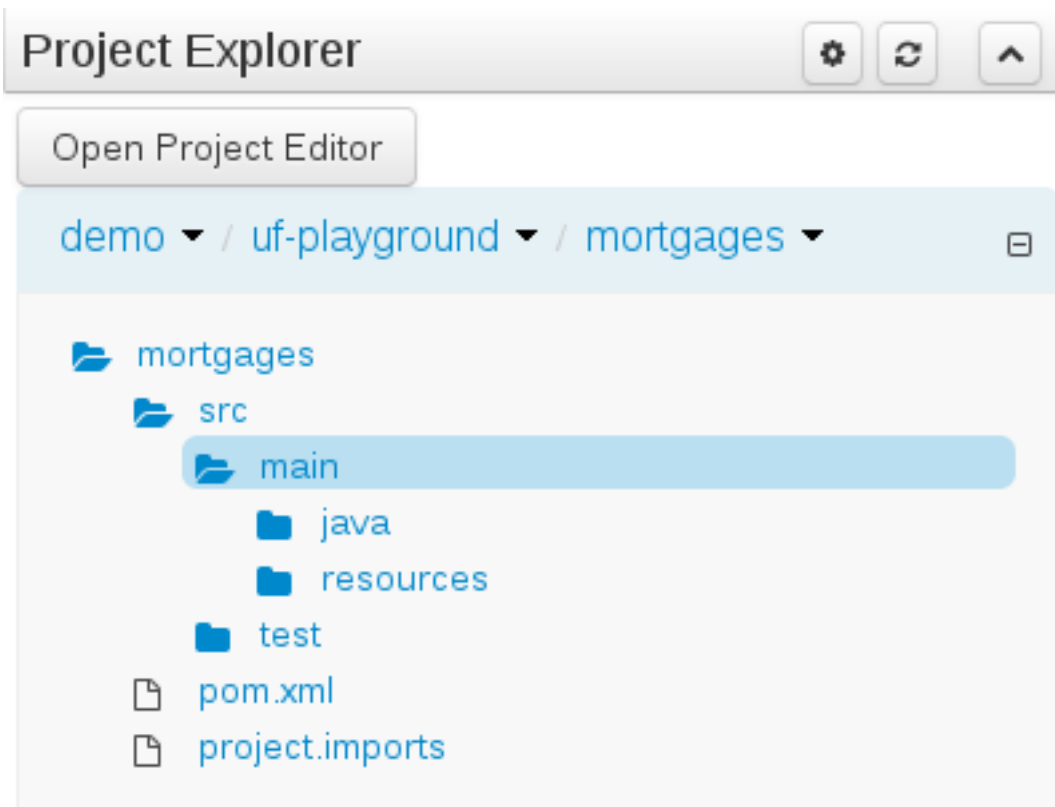 Project Explorer
Open Project Editor
demo / uf-playground / mortgages
mortgages
src
main
java
resources
test
pom.xml
project.imports